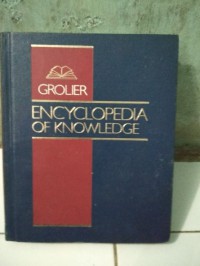 GROLIER
ENCYCLOPEDIA
OF KNOWLEDGE